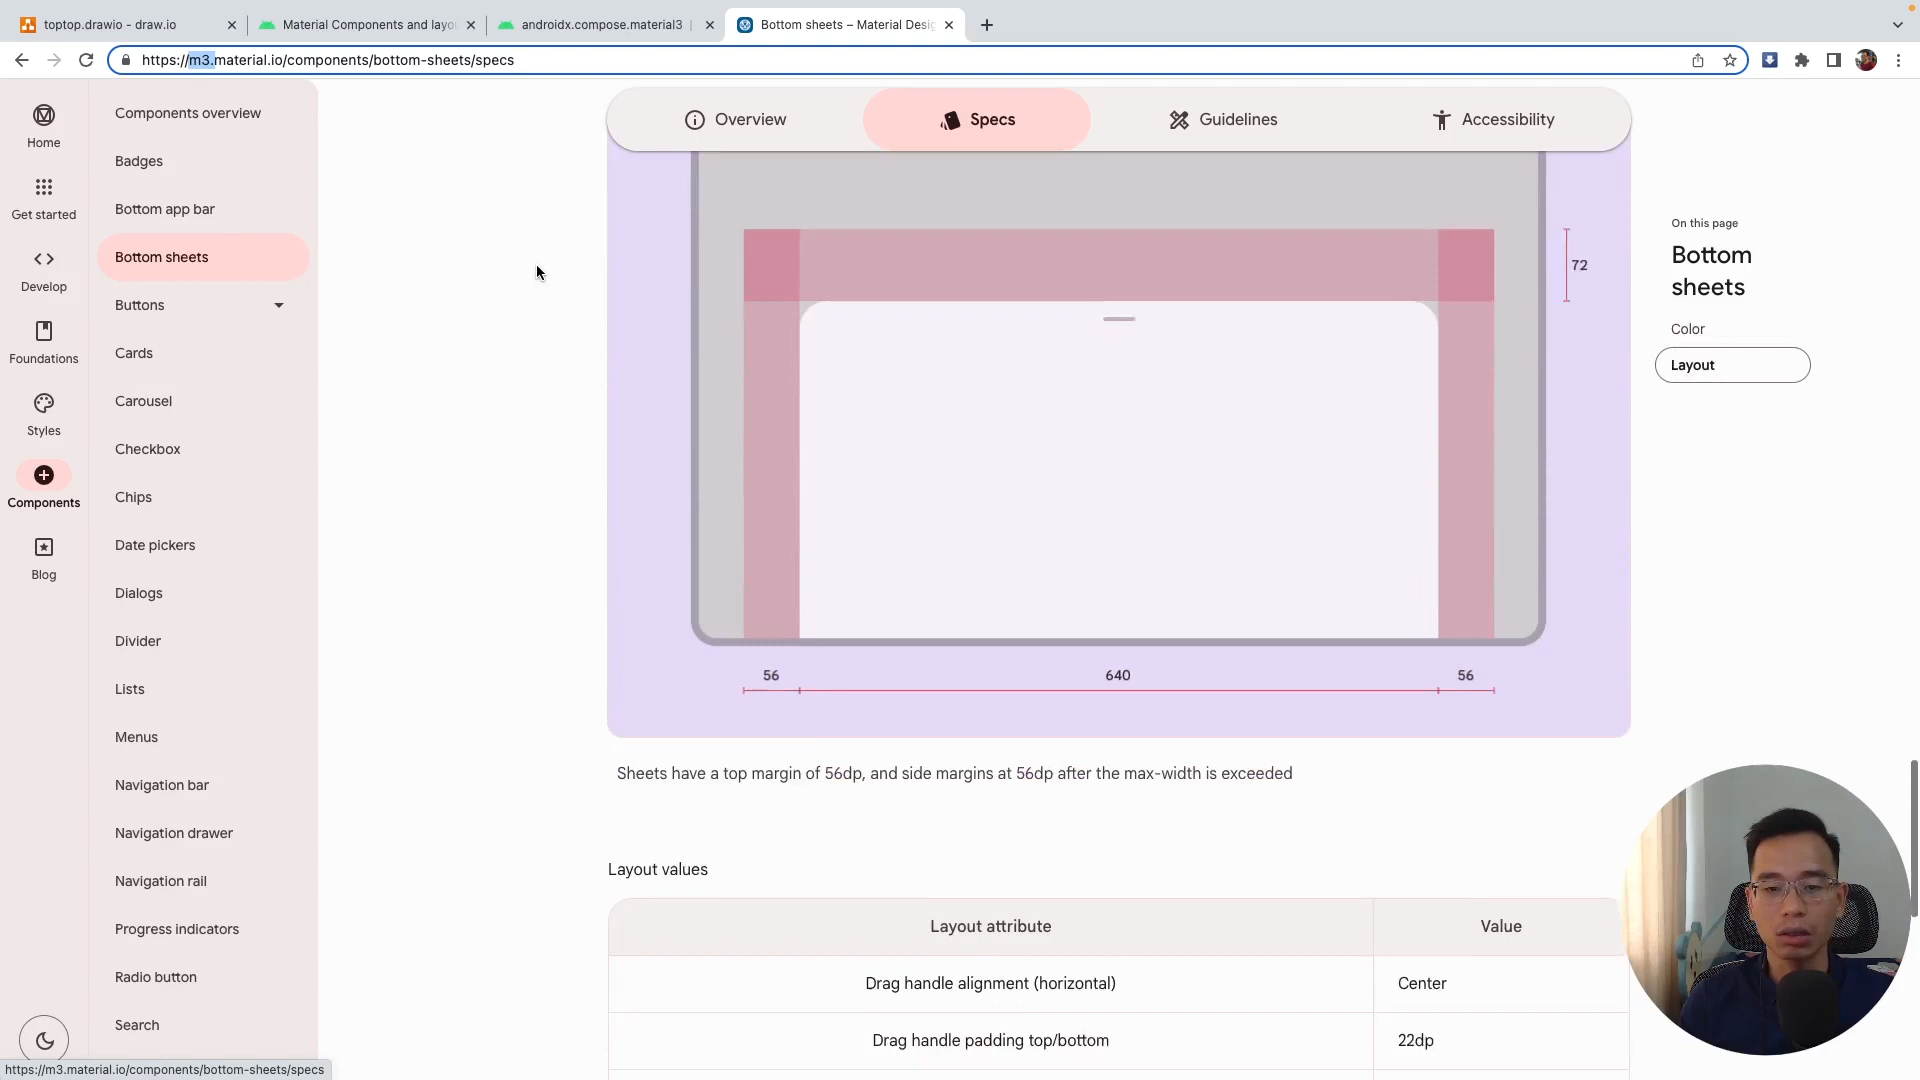 toptop.drawio - draw.io
Material Components and layou
androidx.compose.material3
Bottom sheets – Material Desig
https://m3.material.io/components/bottom-sheets/specs
Home
Get started
Develop
Foundations
Styles
Components
Blog
Components overview
Badges
Bottom app bar
Bottom sheets
Buttons
Cards
Carousel
Checkbox
Chips
Date pickers
Dialogs
Divider
Lists
Menus
Navigation bar
Navigation drawer
Navigation rail
Progress indicators
Radio button
Search
https://m3.material.io/components/bottom-sheets/specs
Overview
Specs
Guidelines
Accessibility
72
56
640
56
Sheets have a top margin of 56dp, and side margins at 56dp after the max-width is exceeded
Layout values
Layout attribute
Value
Drag handle alignment (horizontal)
Center
Drag handle padding top/bottom
22dp
On this page
Bottom
sheets
Color
Layout